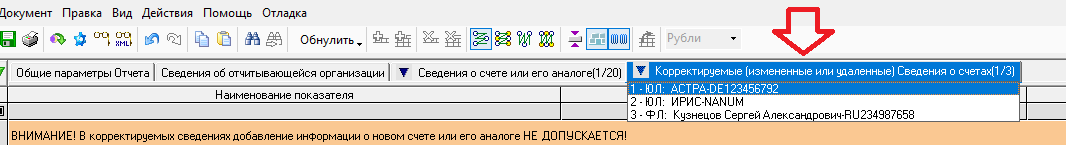 Документ Правка Вид Действия Помощь Отладка
XML Обнулить Рубли
Общие параметры Отчета Сведения об отчитывающейся организации Сведения о счете или его аналоге(1/20) Корректируемые (измененные или удаленные) Сведения о счетах(1/3)
Наименование показателя
1 - ЮЛ: АСТРА-DE123456792
2 - ЮЛ: ИРИС-NANUM
3 - ФЛ: Кузнецов Сергей Александрович-RU234987658
ВНИМАНИЕ! В корректируемых сведениях добавление информации о новом счете или его аналоге НЕ ДОПУСКАЕТСЯ!